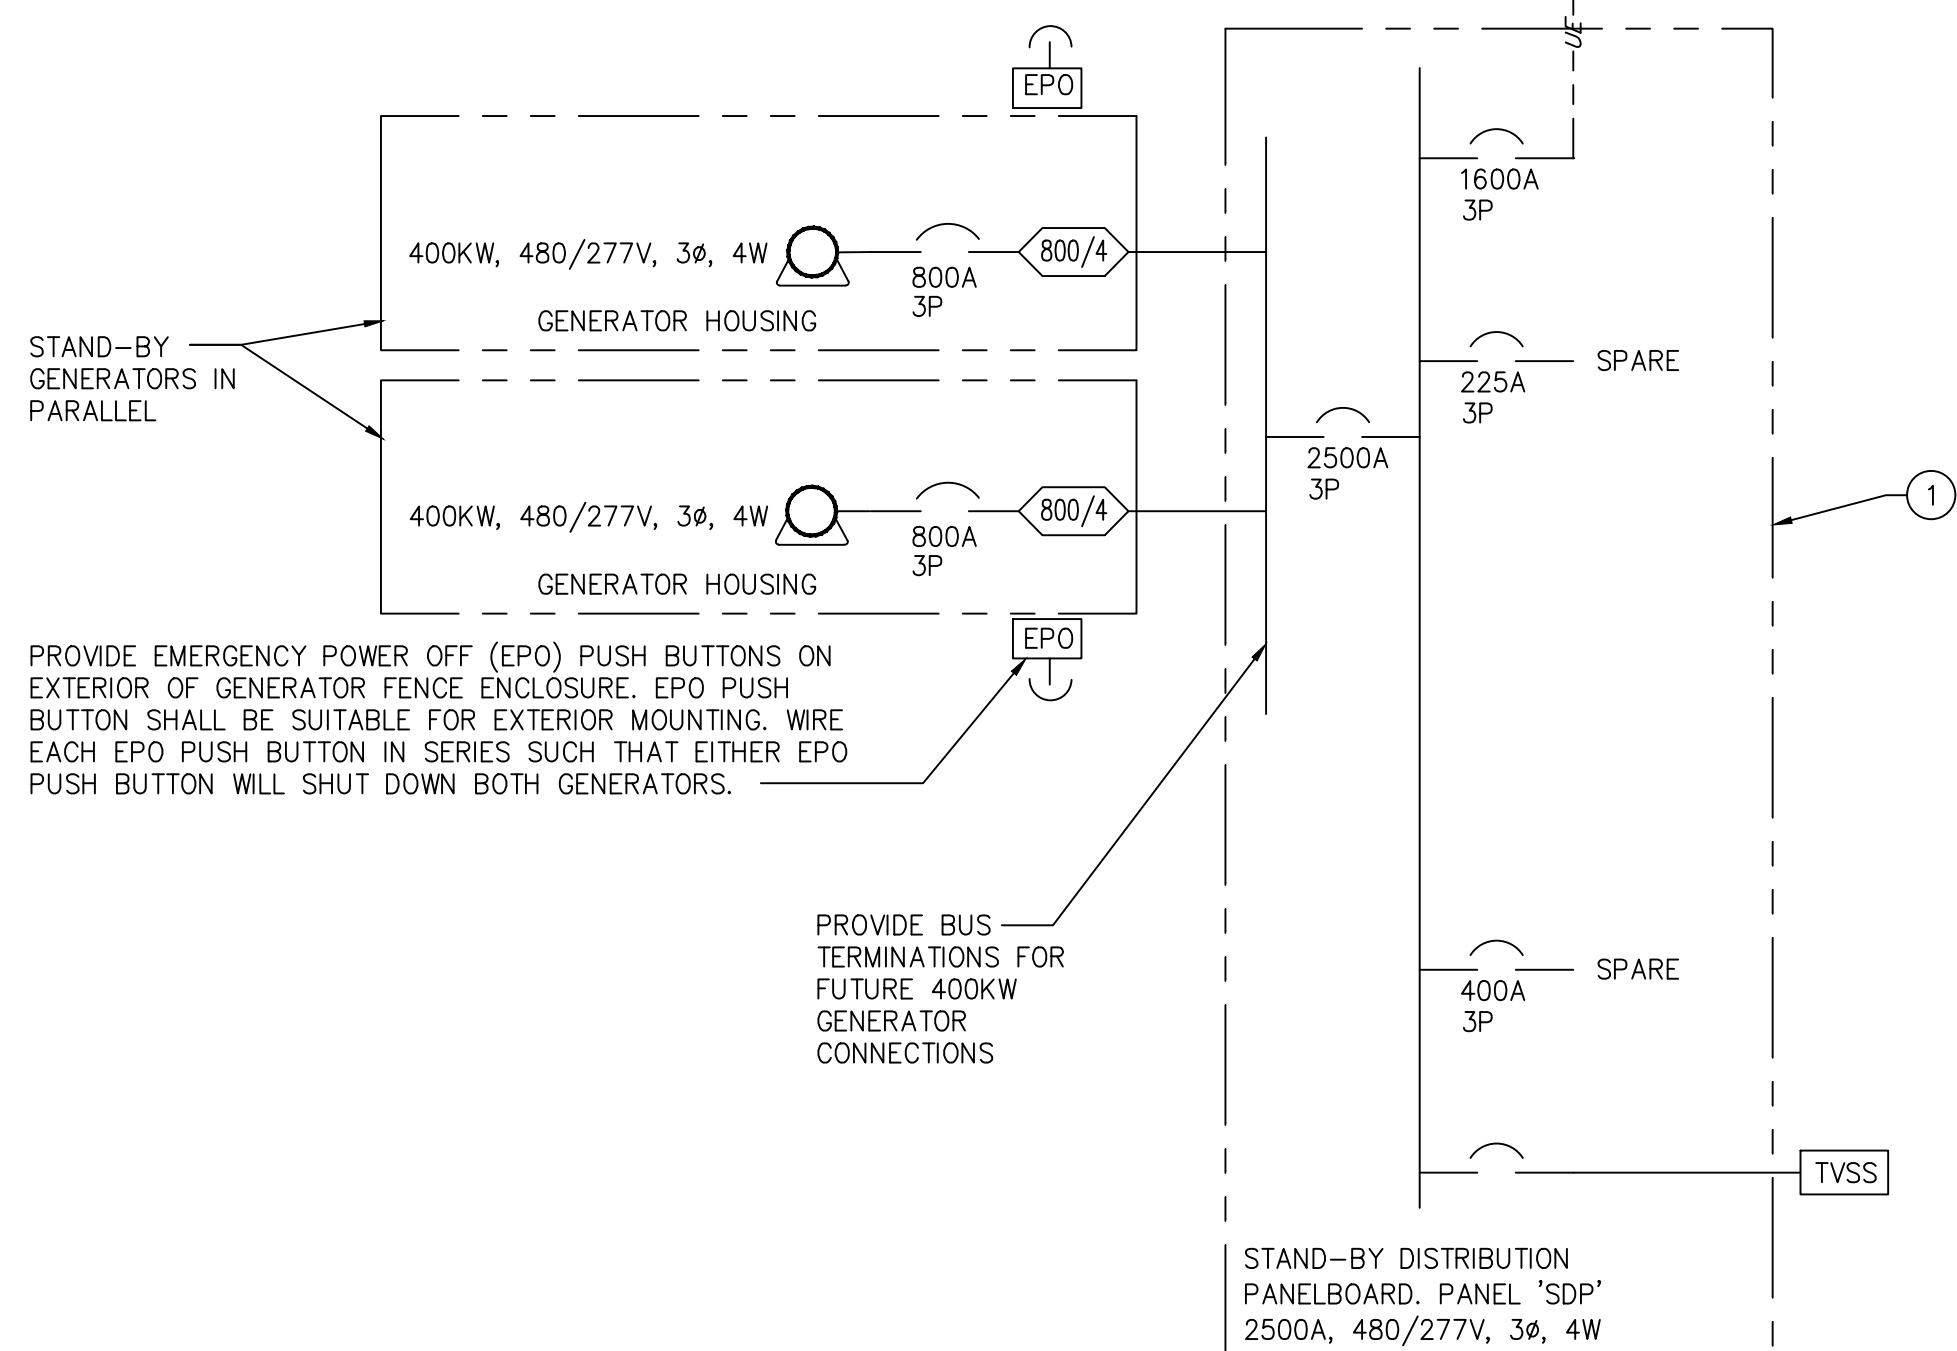 UE
EPO
1600A
3P
400KW, 480/277V, 3ø, 4W
800A
3P
800/4
GENERATOR HOUSING
STAND-BY
GENERATORS IN
PARALLEL
225A
3P
SPARE
2500A
3P
1
400KW, 480/277V, 3ø, 4W
800A
3P
800/4
GENERATOR HOUSING
EPO
PROVIDE EMERGENCY POWER OFF (EPO) PUSH BUTTONS ON
EXTERIOR OF GENERATOR FENCE ENCLOSURE. EPO PUSH
BUTTON SHALL BE SUITABLE FOR EXTERIOR MOUNTING. WIRE
EACH EPO PUSH BUTTON IN SERIES SUCH THAT EITHER EPO
PUSH BUTTON WILL SHUT DOWN BOTH GENERATORS.
PROVIDE BUS
TERMINATIONS FOR
FUTURE 400KW
GENERATOR
CONNECTIONS
400A
3P
SPARE
TVSS
STAND-BY DISTRIBUTION
PANELBOARD. PANEL 'SDP'
2500A, 480/277V, 3ø, 4W